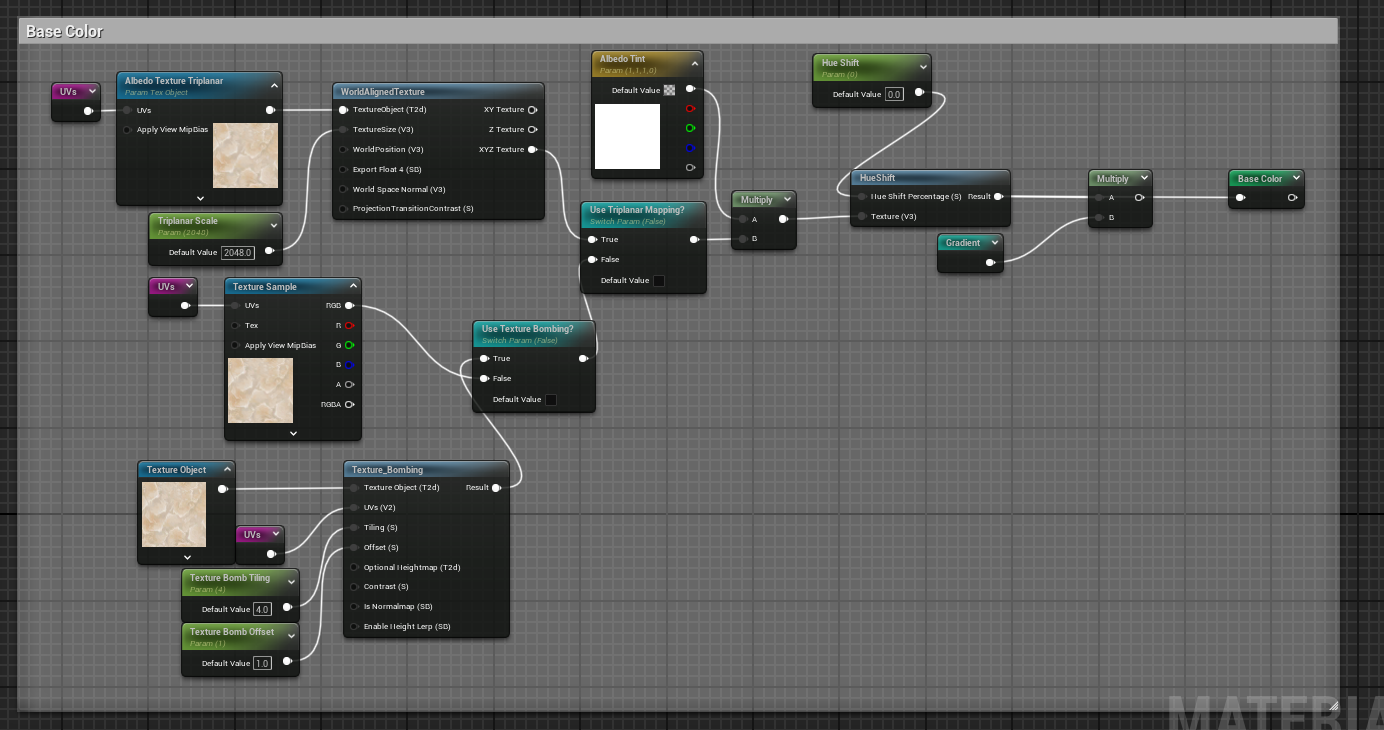 Base Color
UVs
Albedo Texture Triplanar
Param Tex Object
UVs
Apply View MipBias
Triplanar Scale
Param (2048)
Default Value 2048.0
WorldAlignedTexture
TextureObject (T2d) XY Texture
TextureSize (V3) Z Texture
WorldPosition (V3) XYZ Texture
Export Float 4 (SB)
World Space Normal (V3)
ProjectionTransitionContrast (S)
Albedo Tint
Param (1,1,1,0)
Default Value
Use Triplanar Mapping?
Switch Param (False)
True
False
Default Value
Multiply
A
B
Hue Shift
Param (0)
Default Value 0.0
HueShift
Hue Shift Percentage (S) Result
Texture (V3)
Gradient
Multiply
A
B
Base Color
UVs
Texture Sample
UVs RGB
Tex R
Apply View MipBias G
B
A
RGBA
Use Texture Bombing?
Switch Param (False)
True
False
Default Value
Texture Object
UVs
Texture Bomb Tiling
Param (4)
Default Value 4.0
Texture Bomb Offset
Param (1)
Default Value 1.0
Texture_Bombing
Texture Object (T2d) Result
UVs (V2)
Tiling (S)
Offset (S)
Optional Heightmap (T2d)
Contrast (S)
Is Normalmap (SB)
Enable Height Lerp (SB)